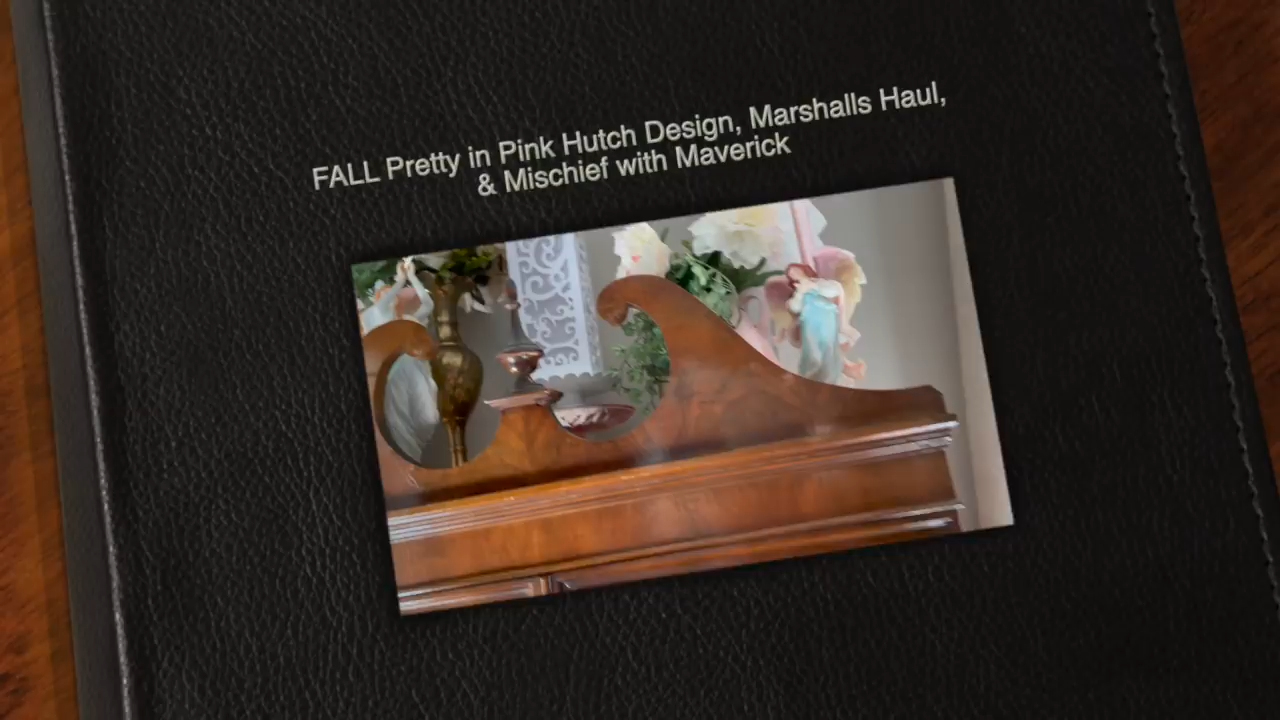 FALL Pretty in Pink Hutch Design, Marshalls Haul,
& Mischief with Maverick